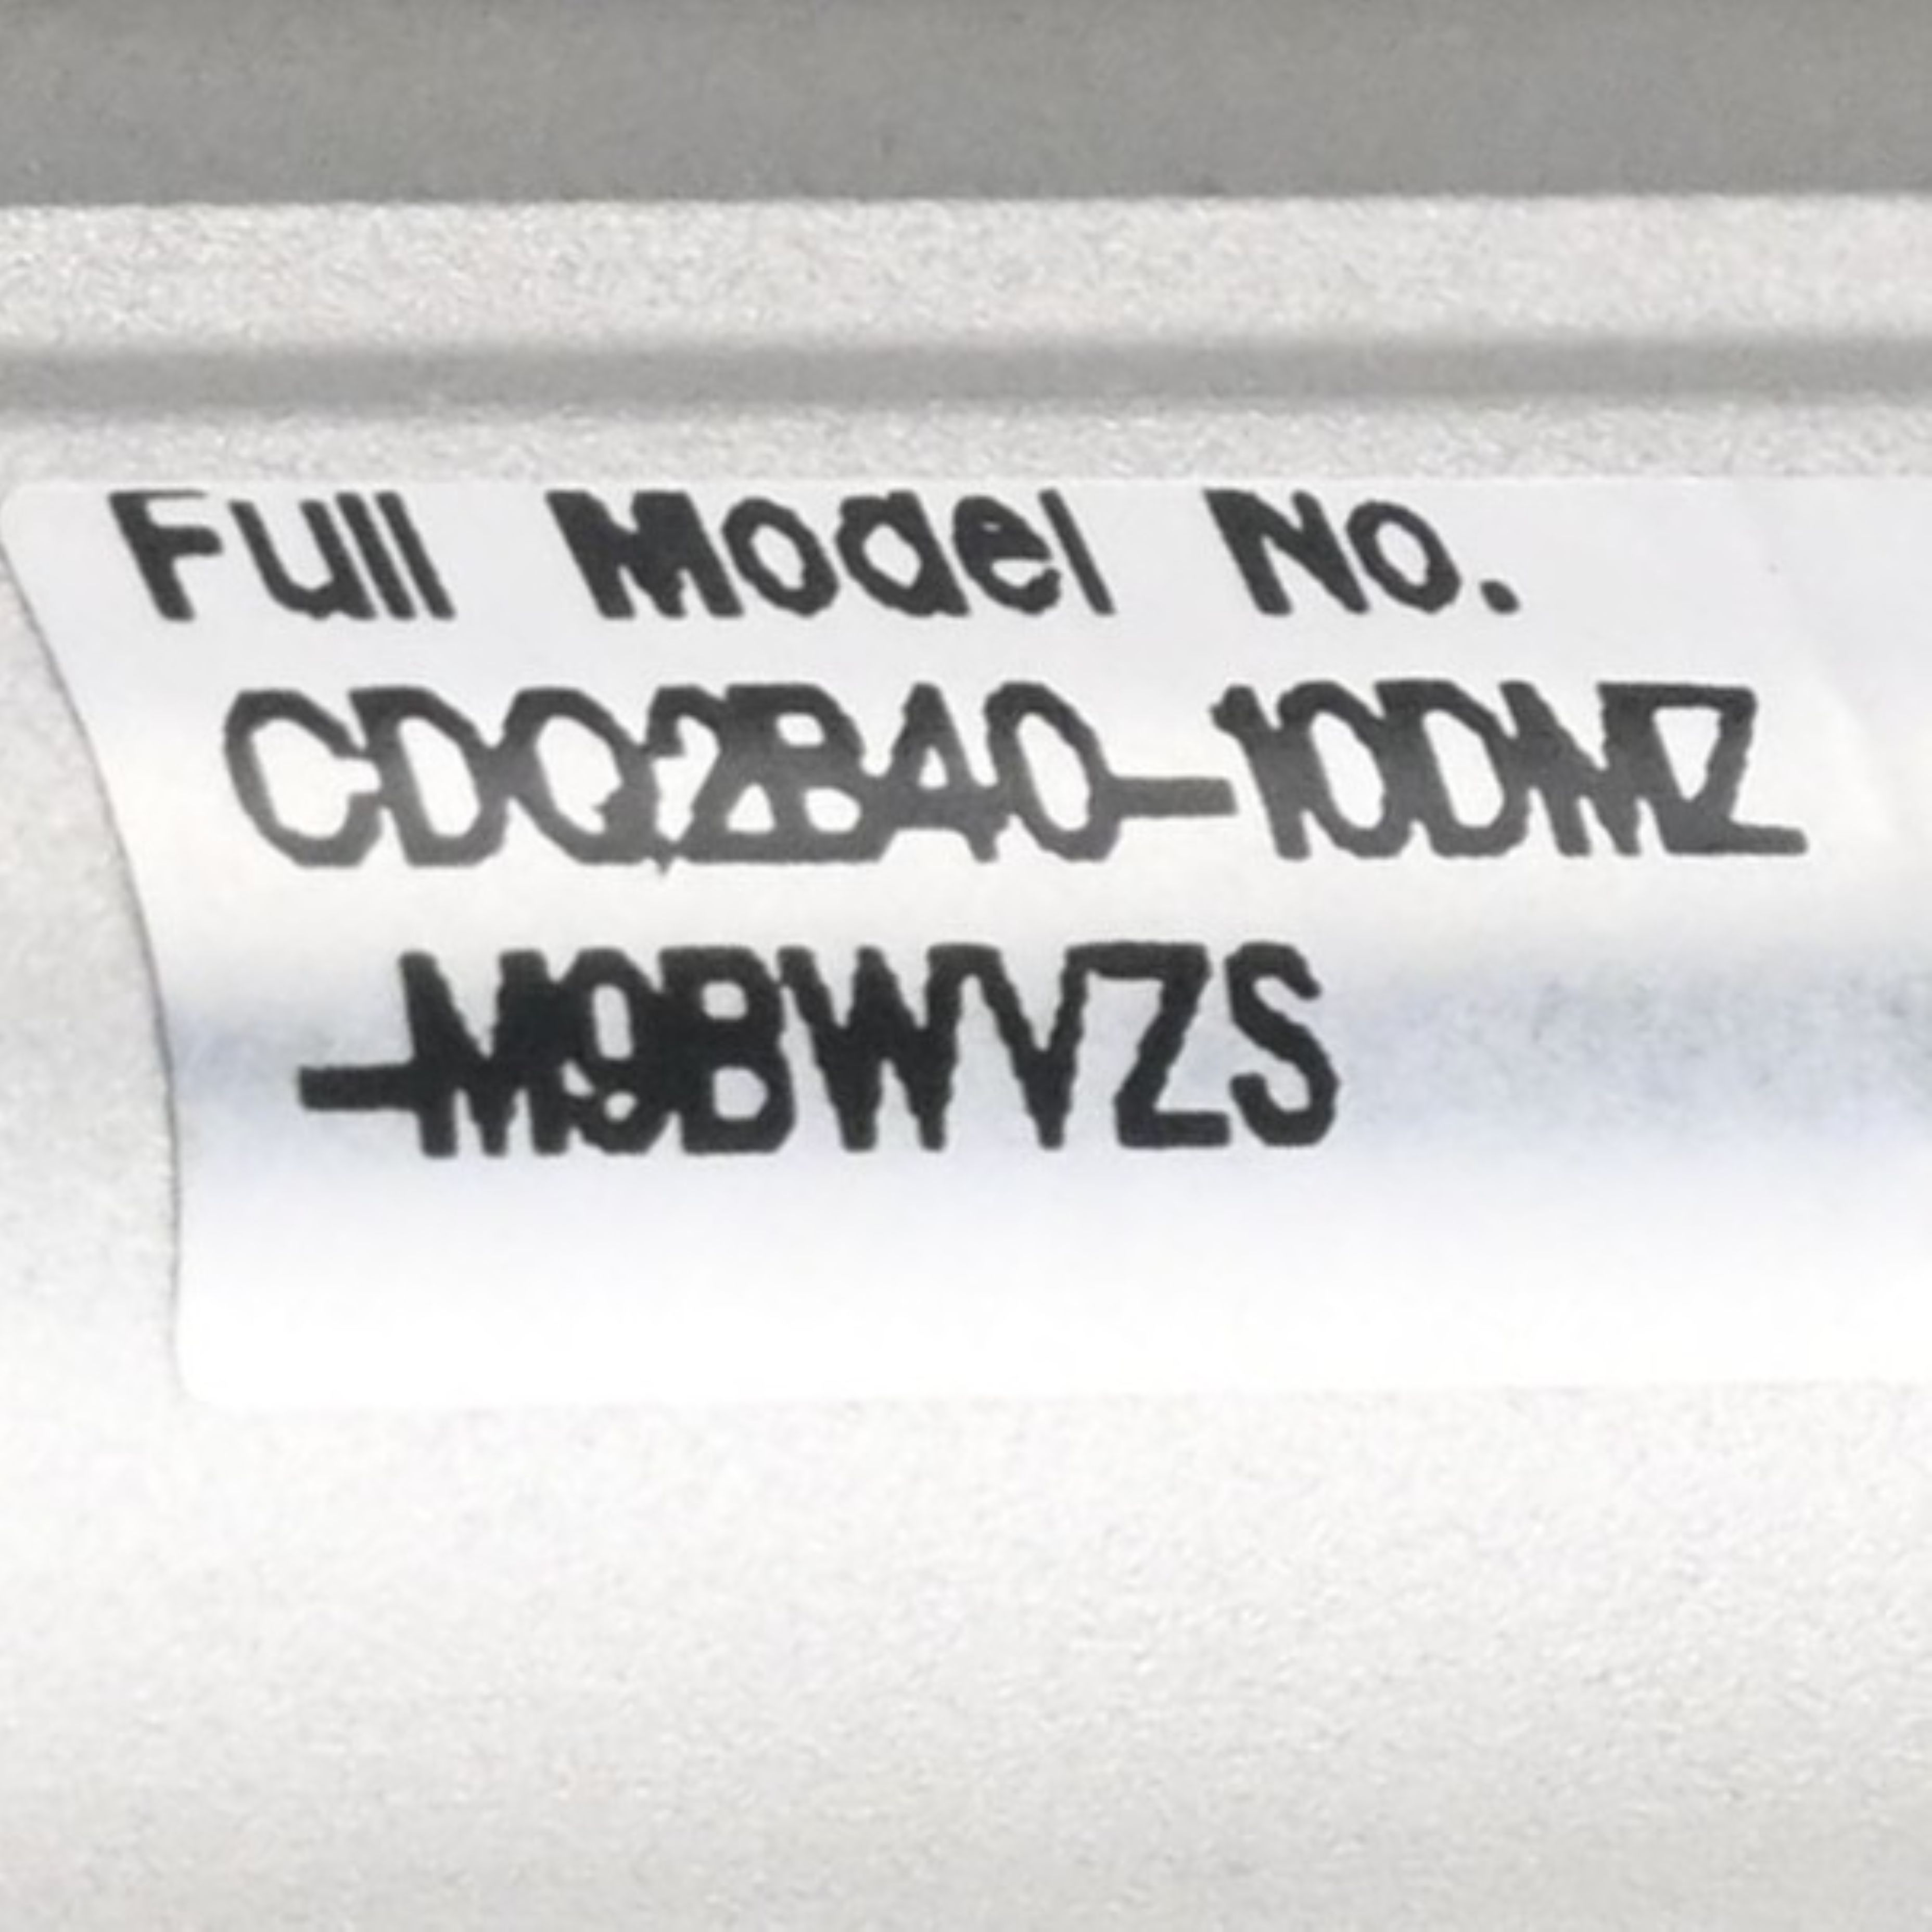 Full Model No.
CDQ2B40-10DMZ
-M9BWVZS